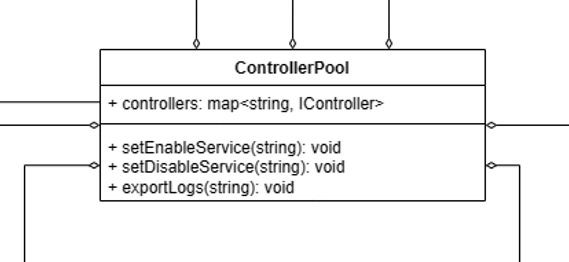 ControllerPool
+ controllers: map<string, IController>
+ setEnableService(string): void
+ setDisableService(string): void
+ exportLogs(string): void